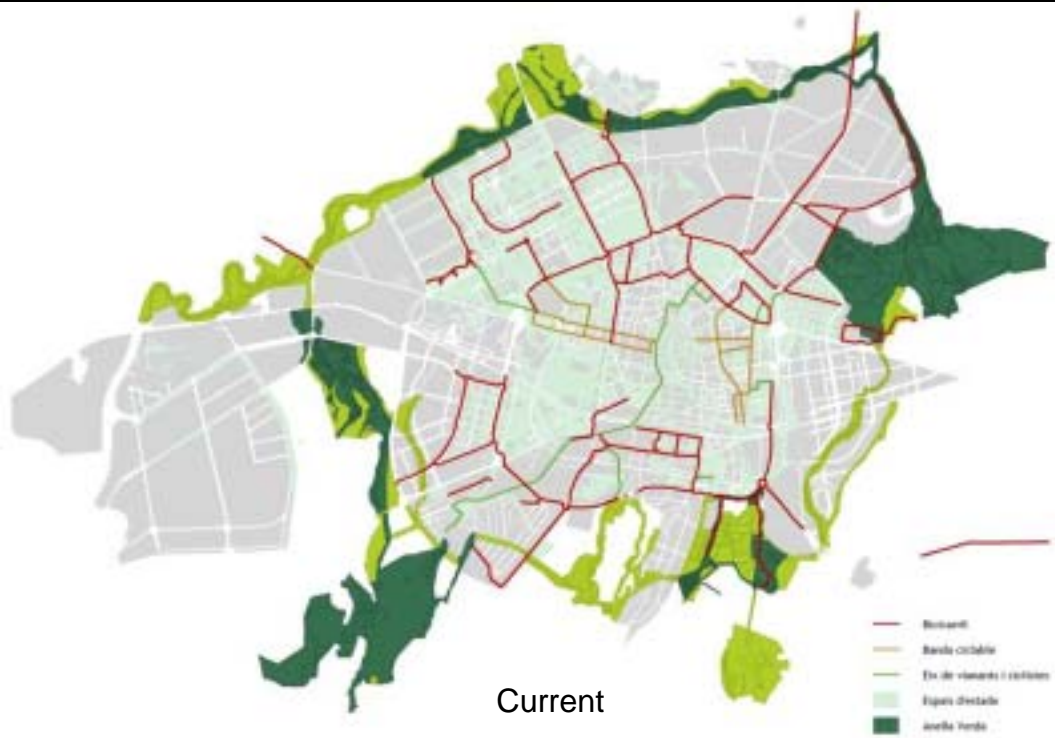 Current
Bicicarril
Banda ciclable
Eix de vianants i ciclistes
Espais d'estada
Anella Verda